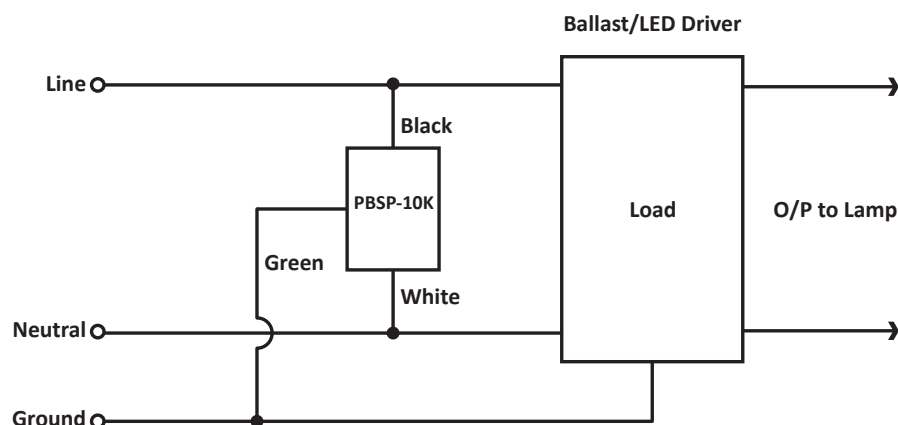 Ballast/LED Driver
Line
Black
PBSP-10K
Load
O/P to Lamp
Green
White
Neutral
Ground